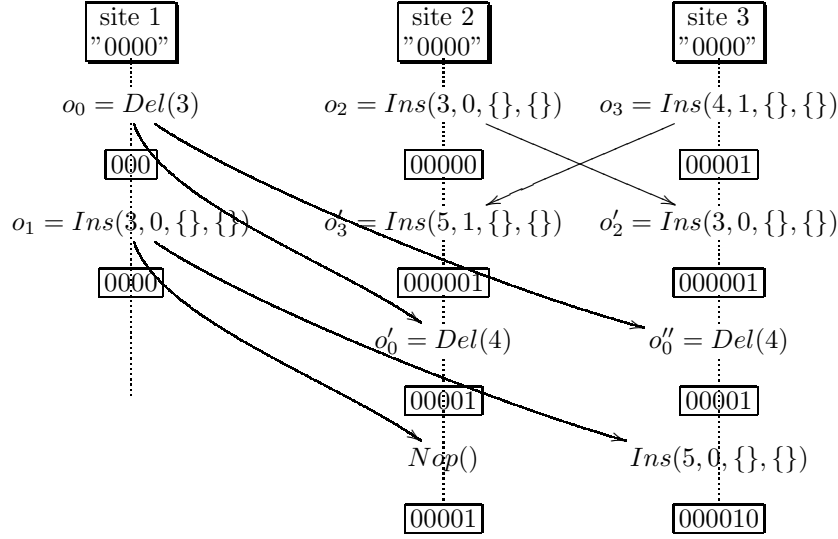 site 1
"0000"
site 2
"0000"
site 3
"0000"
o₀ = Del(3)
o₂ = Ins(3, 0, {}, {})
o₃ = Ins(4, 1, {}, {})
000
00000
00001
o₁ = Ins(3, 0, {}, {})
o′₃ = Ins(5, 1, {}, {})
o′₂ = Ins(3, 0, {}, {})
0000
000001
000001
o′₀ = Del(4)
o′′₀ = Del(4)
00001
00001
Nop()
Ins(5, 0, {}, {})
00001
000010